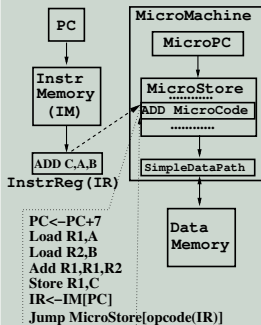 MicroMachine
PC
MicroPC
Instr
Memory
(IM)
MicroStore
............
ADD MicroCode
............
ADD C,A,B
InstrReg(IR)
SimpleDataPath
PC<-PC+7
Load R1,A
Load R2,B
Add R1,R1,R2
Store R1,C
IR<-IM[PC]
Jump MicroStore[opcode(IR)]
Data
Memory